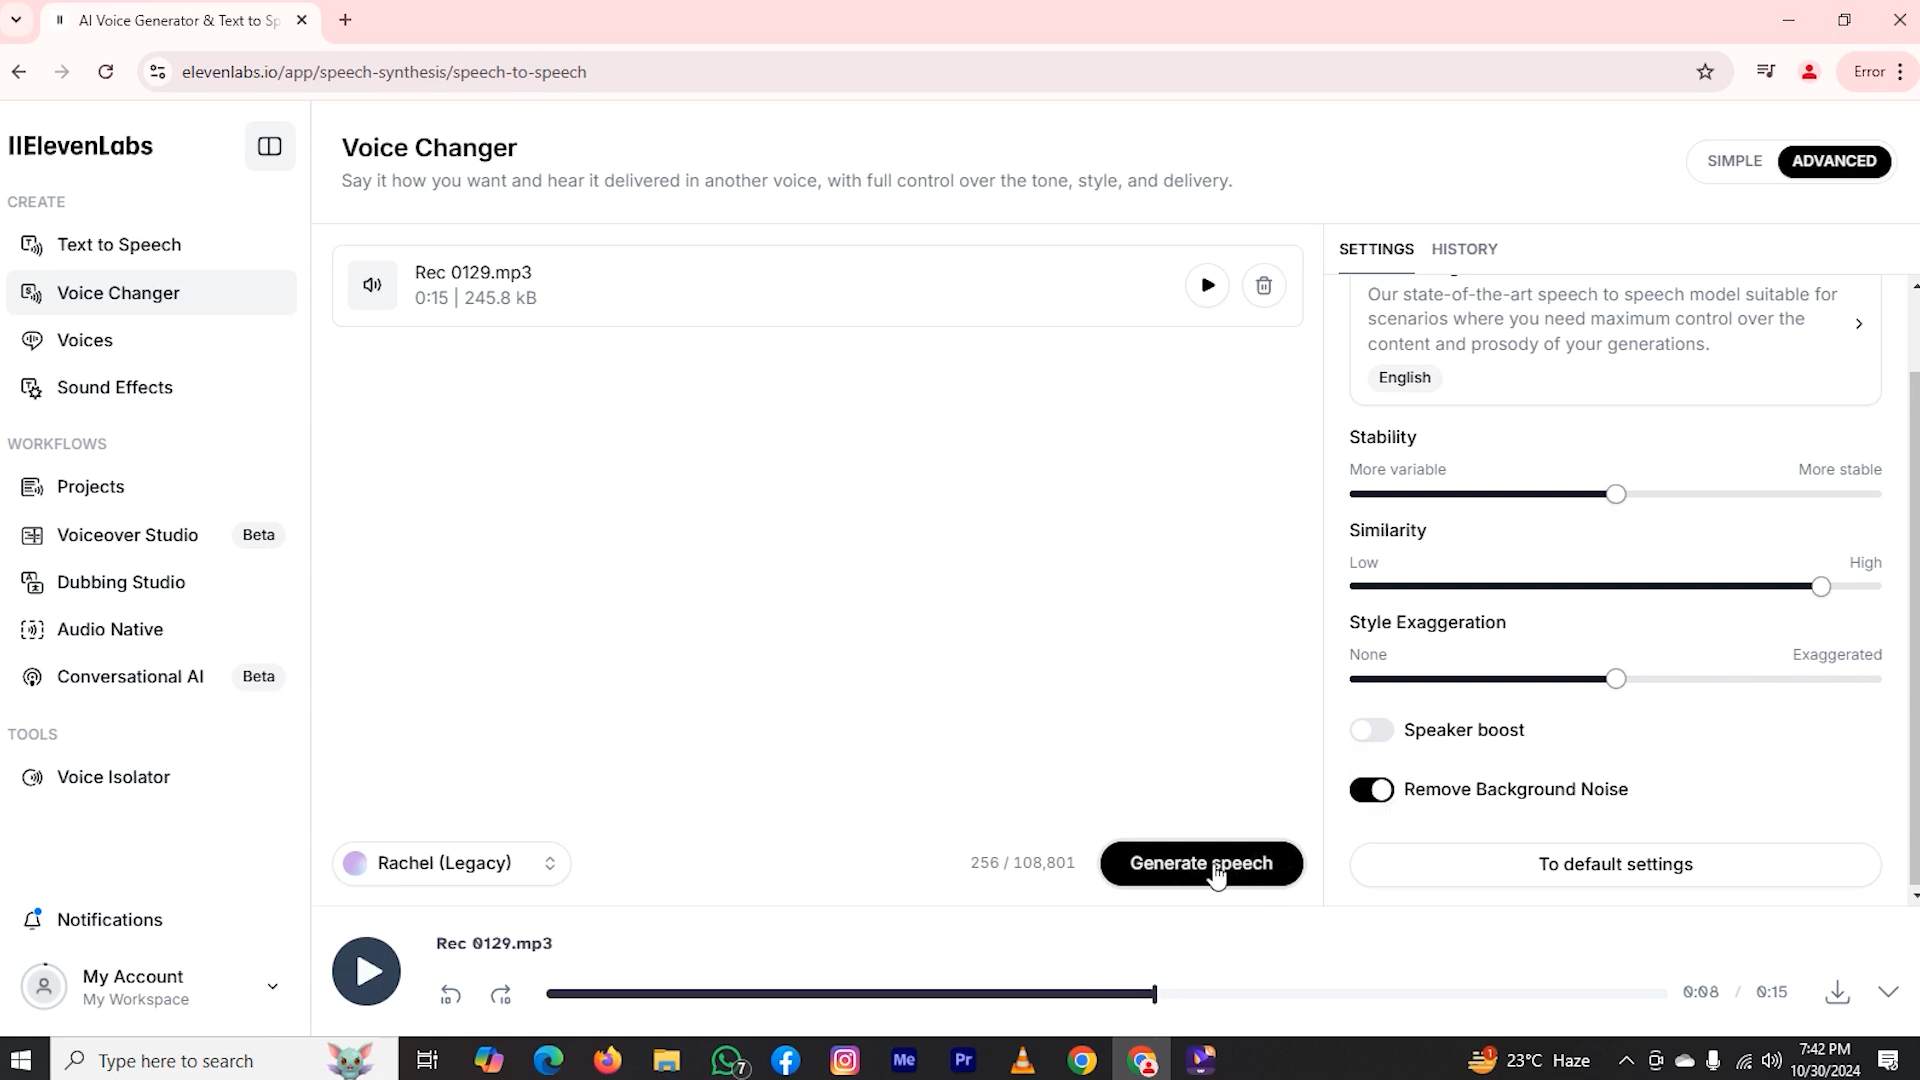 AI Voice Generator & Text to Sp
elevenlabs.io/app/speech-synthesis/speech-to-speech
Error
IIElevenLabs
CREATE
Text to Speech
Voice Changer
Voices
Sound Effects
WORKFLOWS
Projects
Voiceover Studio Beta
Dubbing Studio
Audio Native
Conversational AI Beta
TOOLS
Voice Isolator
Notifications
My Account
My Workspace
Voice Changer
Say it how you want and hear it delivered in another voice, with full control over the tone, style, and delivery.
SIMPLE ADVANCED
Rec 0129.mp3
0:15 | 245.8 kB
Rachel (Legacy)
256 / 108,801
Generate speech
SETTINGS HISTORY
Our state-of-the-art speech to speech model suitable for
scenarios where you need maximum control over the
content and prosody of your generations.
English
Stability
More variable More stable
Similarity
Low High
Style Exaggeration
None Exaggerated
Speaker boost
Remove Background Noise
To default settings
Rec 0129.mp3
10 10
0:08 / 0:15
Type here to search
7
Me
Pr
1
23°C Haze
7:42 PM
10/30/2024